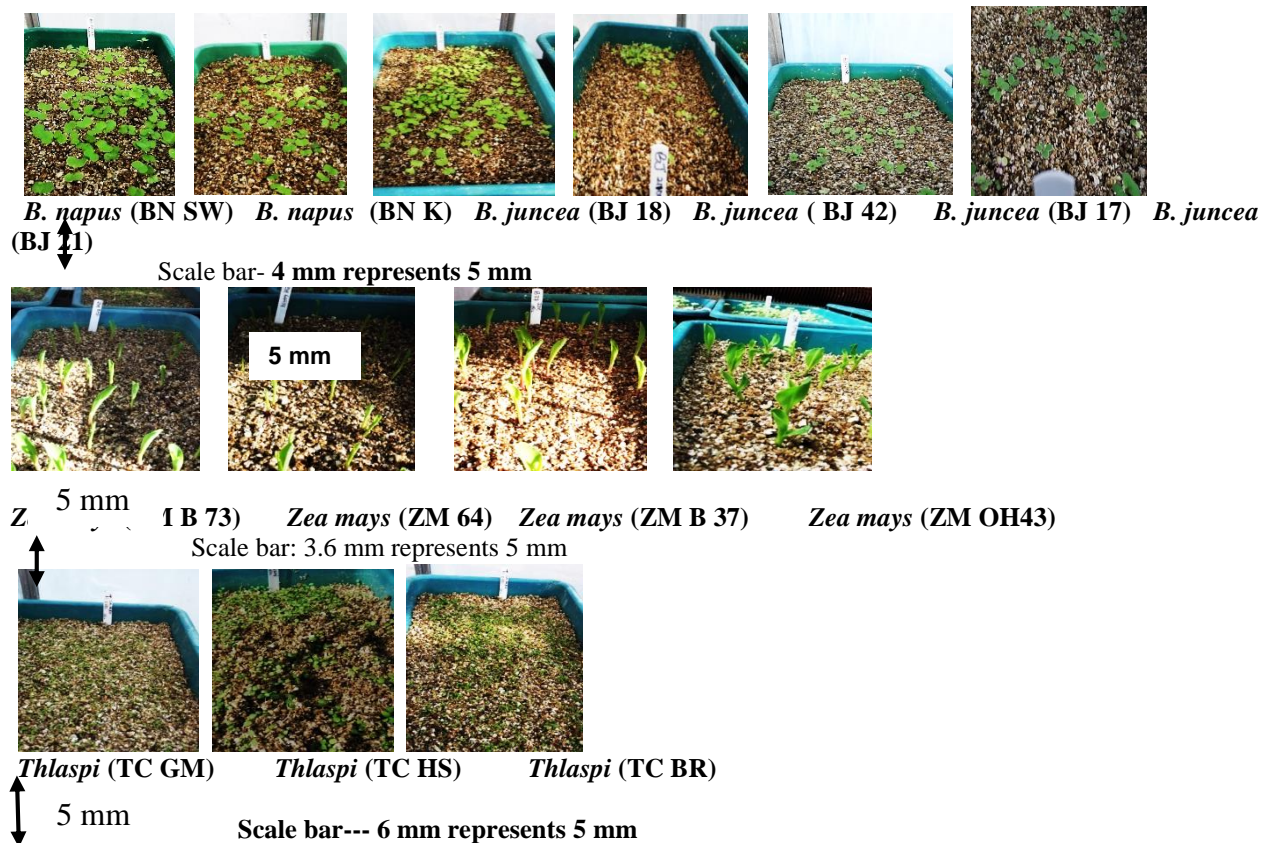 B. napus (BN SW) B. napus (BN K) B. juncea (BJ 18) B. juncea ( BJ 42) B. juncea (BJ 17) B. juncea
(BJ 21)
Scale bar- 4 mm represents 5 mm
5 mm
5 mm
B 73) Zea mays (ZM 64) Zea mays (ZM B 37) Zea mays (ZM OH43)
Scale bar: 3.6 mm represents 5 mm
Thlaspi (TC GM) Thlaspi (TC HS) Thlaspi (TC BR)
5 mm
Scale bar--- 6 mm represents 5 mm